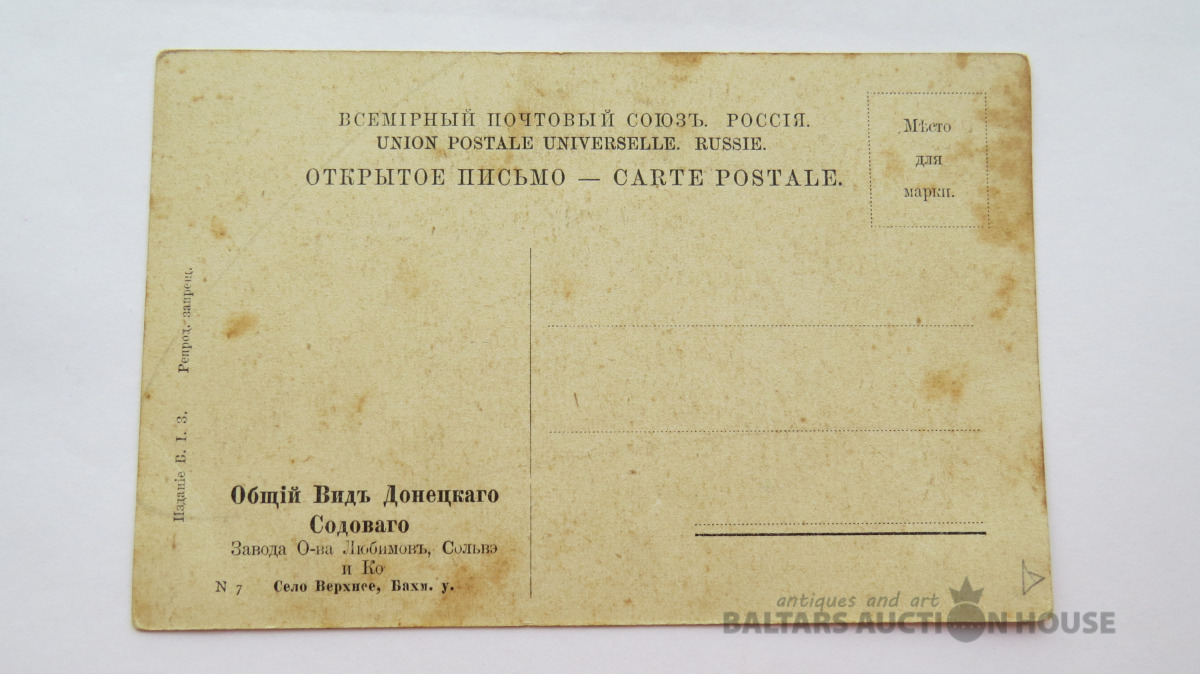 ВСЕМІРНЫЙ ПОЧТОВЫЙ СОЮЗЪ. РОССІЯ.
UNION POSTALE UNIVERSELLE. RUSSIE.
ОТКРЫТОЕ ПИСЬМО — CARTE POSTALE.
Мѣсто
для
марки.
Изданіе Б. І. З. Репрод. запрещ.
Общій Видъ Донецкаго
Содоваго
Завода О-ва Любимовъ, Сольвэ
и Ко
N 7 Село Верхнее, Бахм. у.
antiques and art
BALTARS AUCTION HOUSE